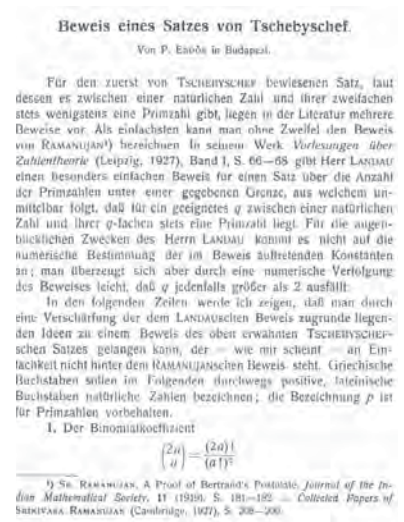 Beweis eines Satzes von Tschebyschef.
Von P. Erdős in Budapest.
Für den zuerst von TSCHEBYSCHEF bewiesenen Satz, laut
dessen es zwischen einer natürlichen Zahl und ihrer zweifachen
stets wenigstens eine Primzahl gibt, liegen in der Literatur mehrere
Beweise vor. Als einfachsten kann man ohne Zweifel den Beweis
von RAMANUJAN¹) bezeichnen. In seinem Werk Vorlesungen über
Zahlentheorie (Leipzig, 1927), Band I, S. 66—68 gibt Herr LANDAU
einen besonders einfachen Beweis für einen Satz über die Anzahl
der Primzahlen unter einer gegebenen Grenze, aus welchem un-
mittelbar folgt, daß für ein geeignetes q zwischen einer natürlichen
Zahl und ihrer q-fachen stets eine Primzahl liegt. Für die augen-
blicklichen Zwecken des Herrn LANDAU kommt es nicht auf die
numerische Bestimmung der im Beweis auftretenden Konstanten
an; man überzeugt sich aber durch eine numerische Verfolgung
des Beweises leicht, daß q jedenfalls größer als 2 ausfällt.
In den folgenden Zeilen werde ich zeigen, daß man durch
eine Verschärfung der dem LANDAUschen Beweis zugrunde liegen-
den Ideen zu einem Beweis des oben erwähnten TSCHEBYSCHEF-
schen Satzes gelangen kann, der — wie mir scheint — an Ein-
fachkeit nicht hinter dem RAMANUJANschen Beweis steht. Griechische
Buchstaben sollen im Folgenden durchwegs positive, lateinische
Buchstaben natürliche Zahlen bezeichnen; die Bezeichnung p ist
für Primzahlen vorbehalten.
1. Der Binomialkoeffizient
(2a a) = (2a)! / (a!)²
¹) SR. RAMANUJAN, A Proof of Bertrand's Postulate, Journal of the In-
dian Mathematical Society, 11 (1919), S. 181—182 — Collected Papers of
SRINIVASA RAMANUJAN (Cambridge, 1927), S. 208—209.